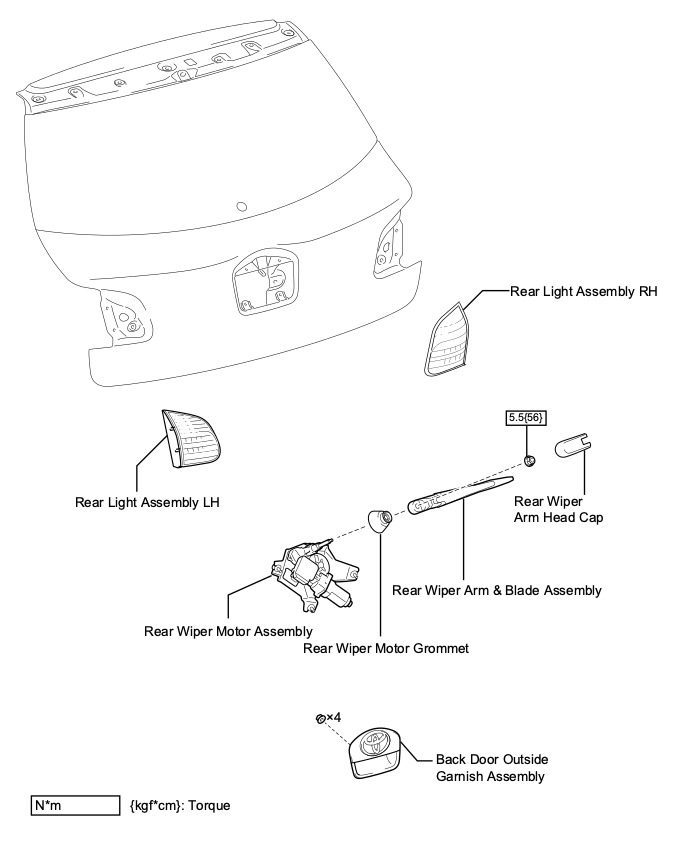 Rear Light Assembly RH
5.5{56}
Rear Light Assembly LH
Rear Wiper
Arm Head Cap
Rear Wiper Arm & Blade Assembly
Rear Wiper Motor Assembly
Rear Wiper Motor Grommet
×4
Back Door Outside
Garnish Assembly
N*m {kgf*cm}: Torque